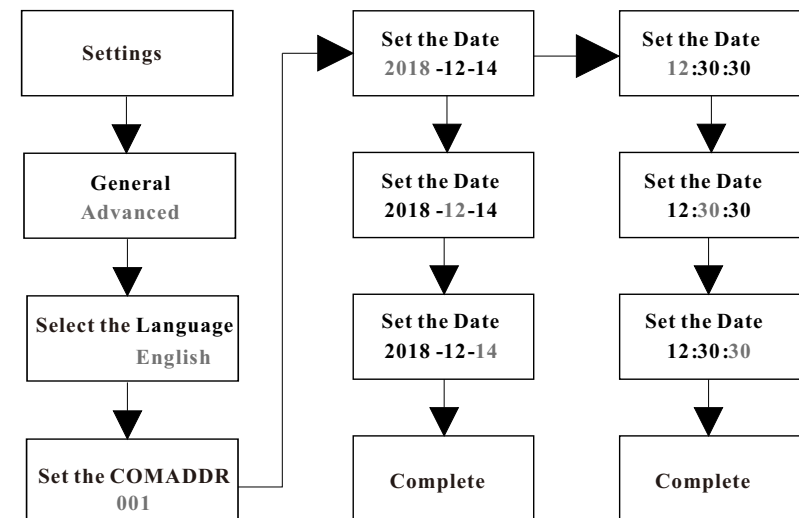 Settings
General
Advanced
Select the Language
English
Set the COMADDR
001
Set the Date
2018 -12-14
Set the Date
2018 -12-14
Set the Date
2018 -12-14
Complete
Set the Date
12:30:30
Set the Date
12:30:30
Set the Date
12:30:30
Complete